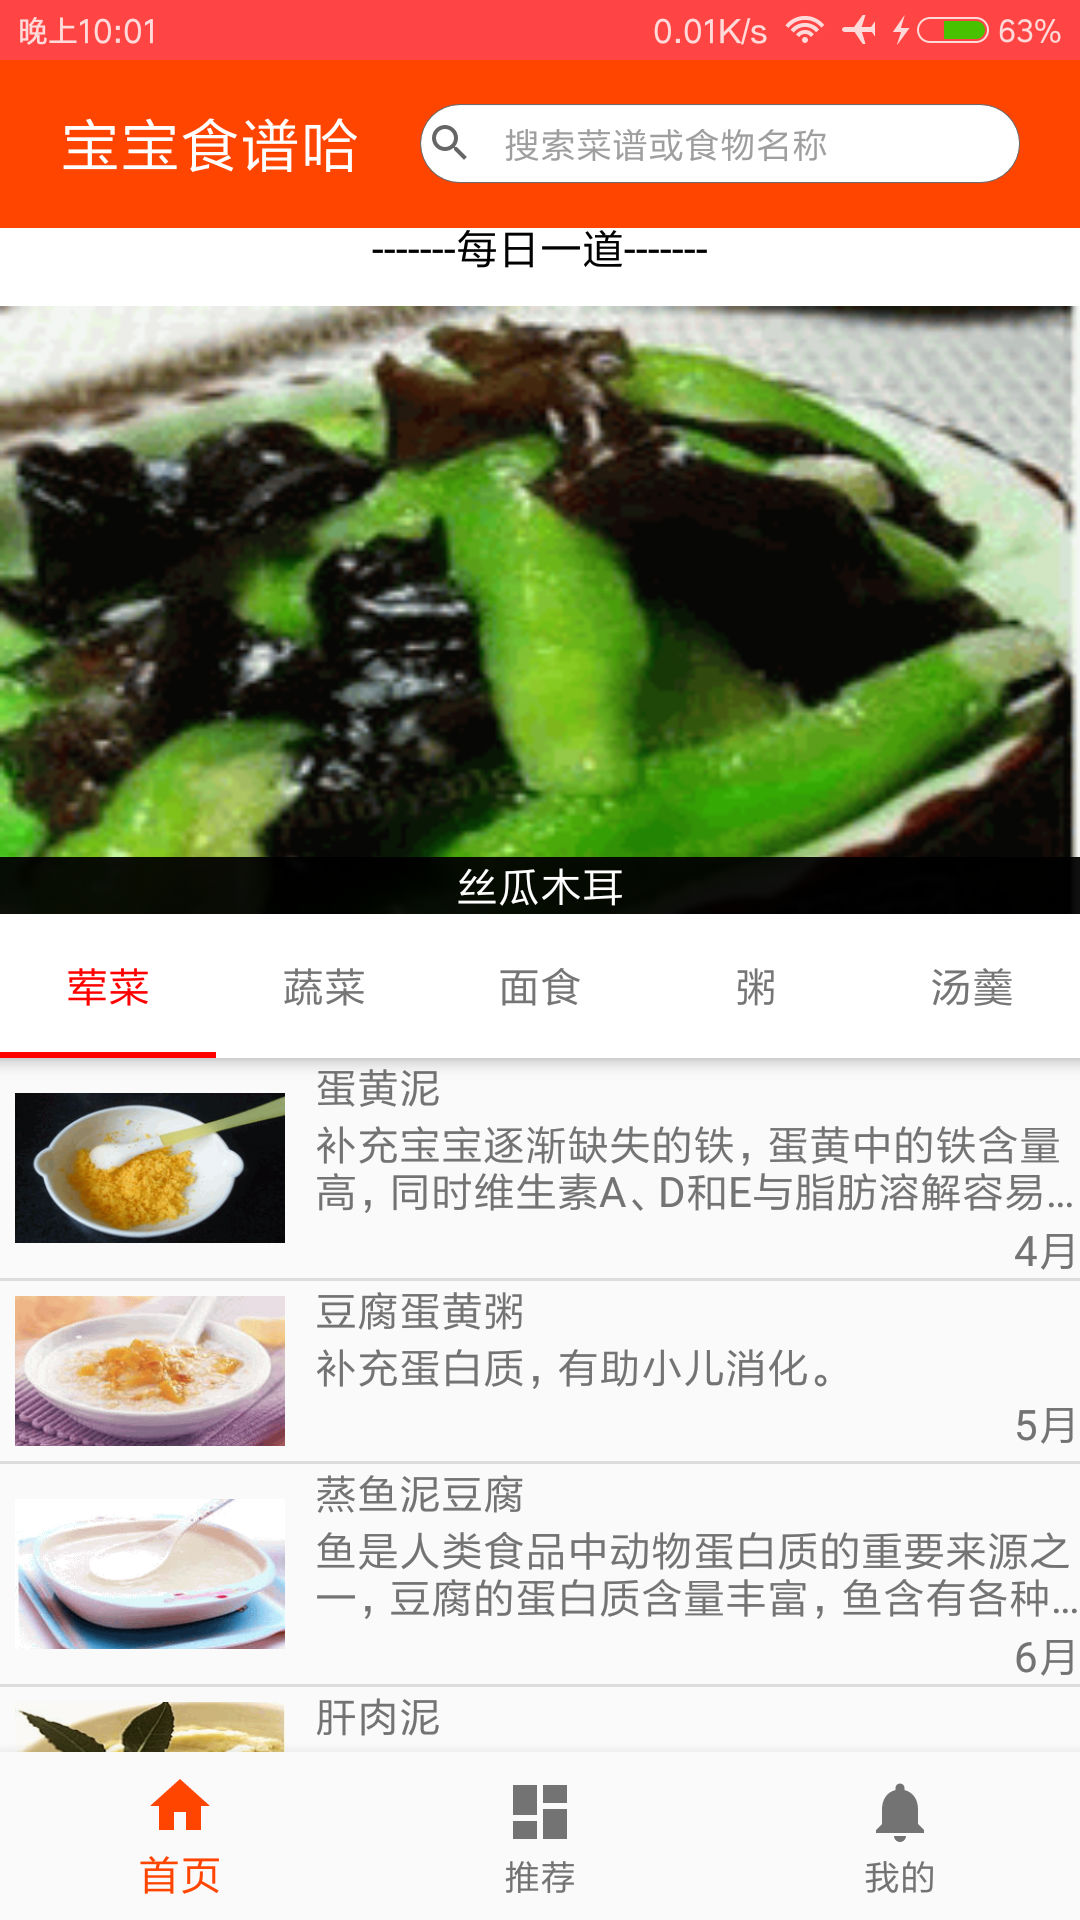 晚上10:01
0.01K/s
63%
宝宝食谱哈
搜索菜谱或食物名称
-------每日一道-------
丝瓜木耳
荤菜
蔬菜
面食
粥
汤羹
蛋黄泥
补充宝宝逐渐缺失的铁，蛋黄中的铁含量
高，同时维生素A、D和E与脂肪溶解容易...
4月
豆腐蛋黄粥
补充蛋白质，有助小儿消化。
5月
蒸鱼泥豆腐
鱼是人类食品中动物蛋白质的重要来源之
一，豆腐的蛋白质含量丰富，鱼含有各种...
6月
肝肉泥
首页
推荐
我的